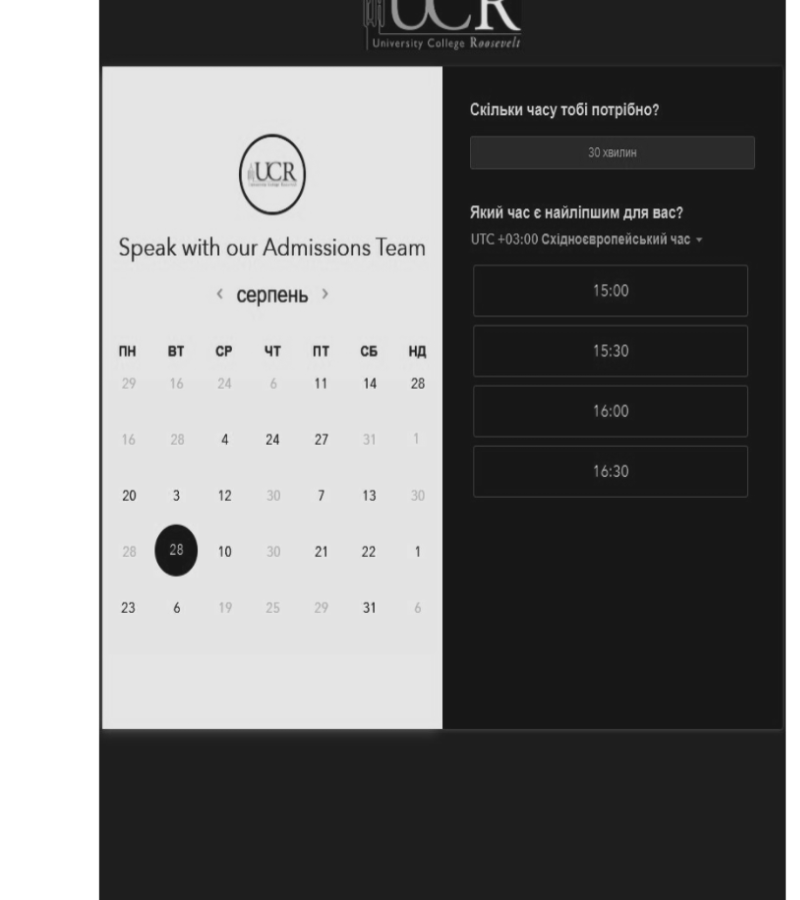 UCR
University College Roosevelt
UCR
Speak with our Admissions Team
серпень
ПН ВТ СР ЧТ ПТ СБ НД
29 16 24 6 11 14 28
16 28 4 24 27 31 1
20 3 12 30 7 13 30
28 28 10 30 21 22 1
23 6 19 25 29 31 6
Скільки часу тобі потрібно?
30 хвилин
Який час є найліпшим для вас?
UTC +03:00 Східноєвропейський час
15:00
15:30
16:00
16:30